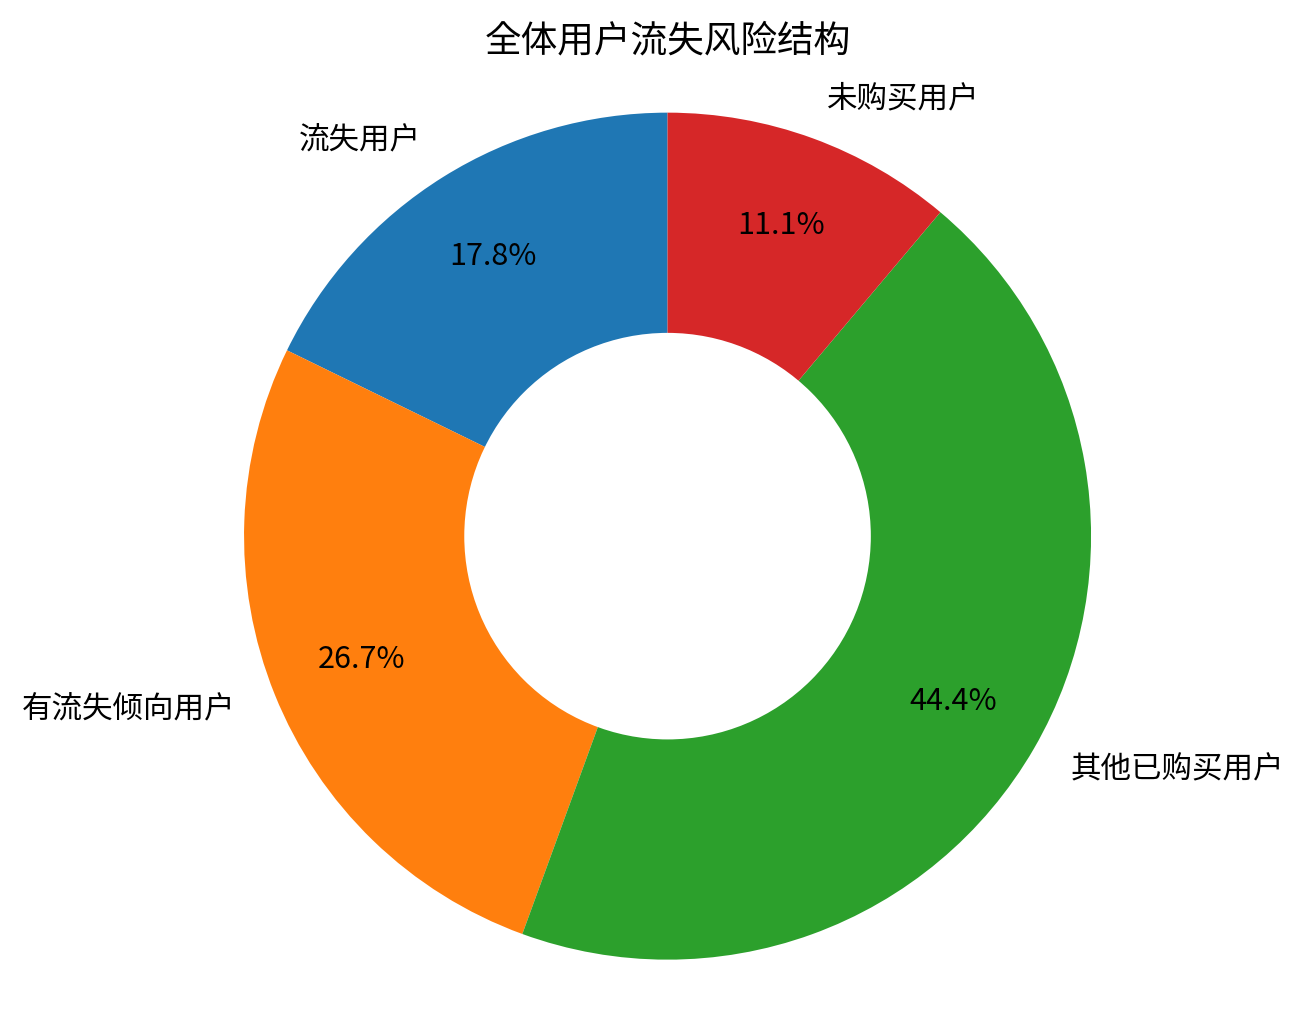 全体用户流失风险结构
未购买用户
流失用户
11.1%
17.8%
26.7%
44.4%
有流失倾向用户
其他已购买用户